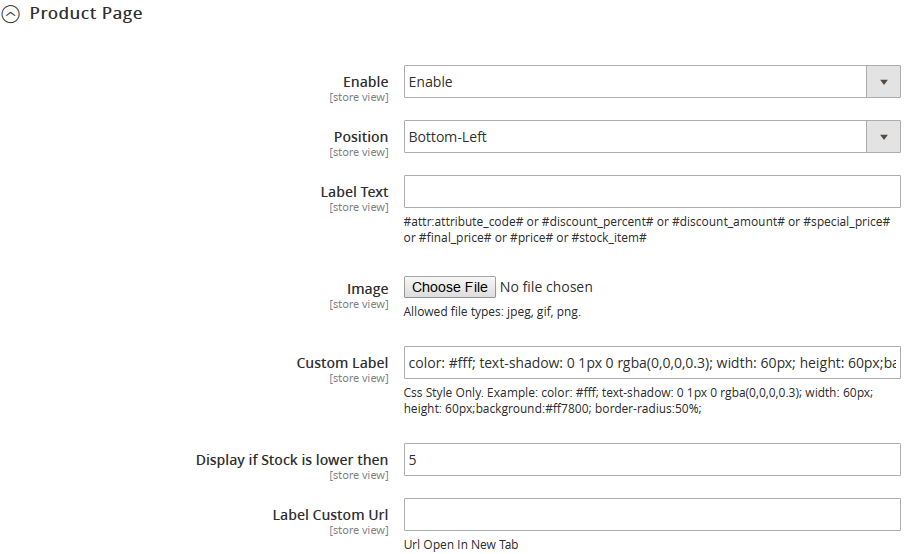 Product Page
Enable
[store view]
Enable
Position
[store view]
Bottom-Left
Label Text
[store view]
#attr:attribute_code# or #discount_percent# or #discount_amount# or #special_price#
or #final_price# or #price# or #stock_item#
Image
[store view]
Choose File No file chosen
Allowed file types: jpeg, gif, png.
Custom Label
[store view]
color: #fff; text-shadow: 0 1px 0 rgba(0,0,0,0.3); width: 60px; height: 60px;ba
Css Style Only. Example: color: #fff; text-shadow: 0 1px 0 rgba(0,0,0,0.3); width: 60px;
height: 60px;background:#ff7800; border-radius:50%;
Display if Stock is lower then
[store view]
5
Label Custom Url
[store view]
Url Open In New Tab